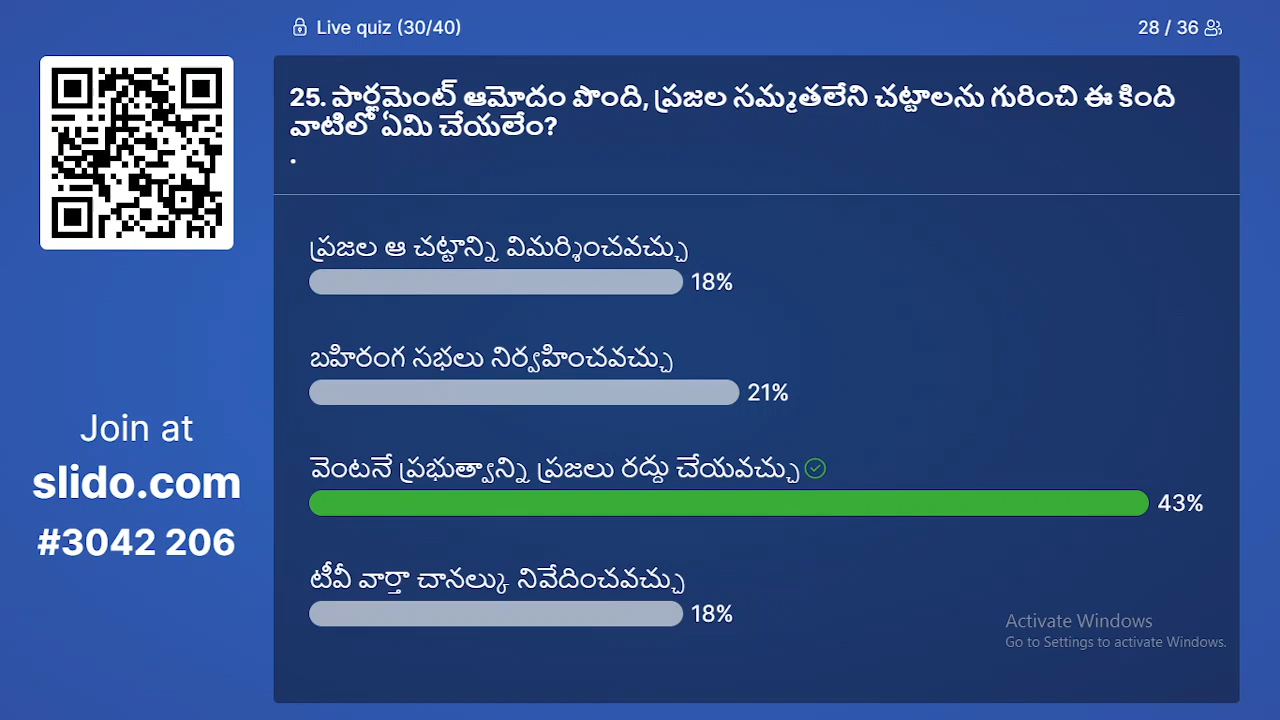 Live quiz (30/40)
28 / 36
25. పార్లమెంట్ ఆమోదం పొంది, ప్రజల సమ్మతలేని చట్టాలను గురించి ఈ కింది
వాటిలో ఏమి చేయలేం?
.
ప్రజల ఆ చట్టాన్ని విమర్శించవచ్చు
18%
బహిరంగ సభలు నిర్వహించవచ్చు
21%
వెంటనే ప్రభుత్వాన్ని ప్రజలు రద్దు చేయవచ్చు
43%
టీవీ వార్తా చానల్కు నివేదించవచ్చు
18%
Join at
slido.com
#3042 206
Activate Windows
Go to Settings to activate Windows.